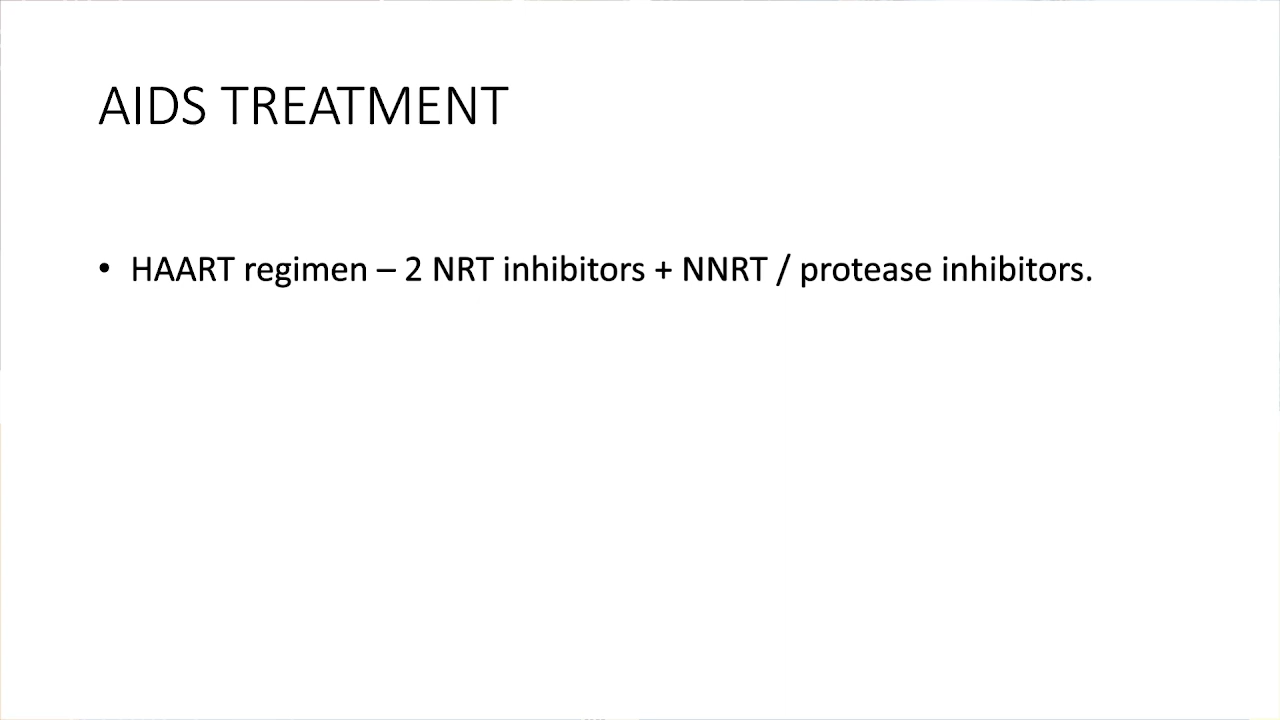 AIDS TREATMENT
• HAART regimen – 2 NRT inhibitors + NNRT / protease inhibitors.